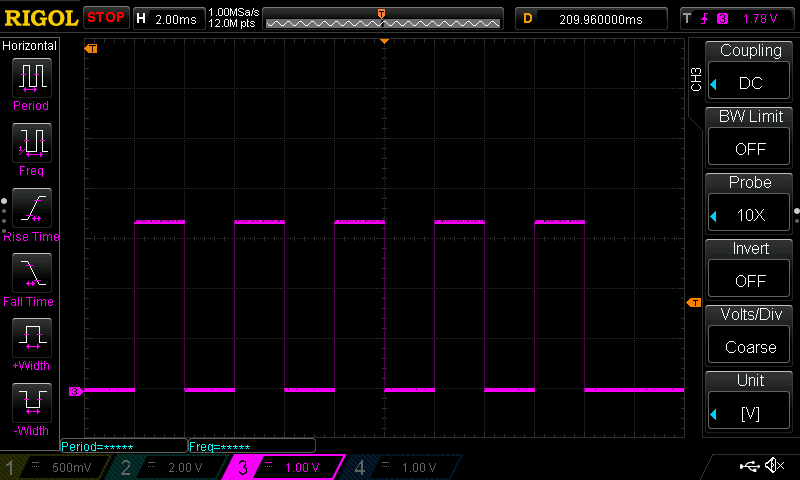 RIGOL STOP H 2.00ms 1.00MSa/s 12.0M pts D 209.960000ms T 3 1.78 V
Horizontal
Period
Freq
Rise Time
Fall Time
+Width
-Width
T
T
T
3
CH3
Coupling
DC
BW Limit
OFF
Probe
10X
Invert
OFF
Volts/Div
Coarse
Unit
[V]
Period=***** Freq=*****
1 500mV 2 2.00 V 3 1.00 V 4 1.00 V